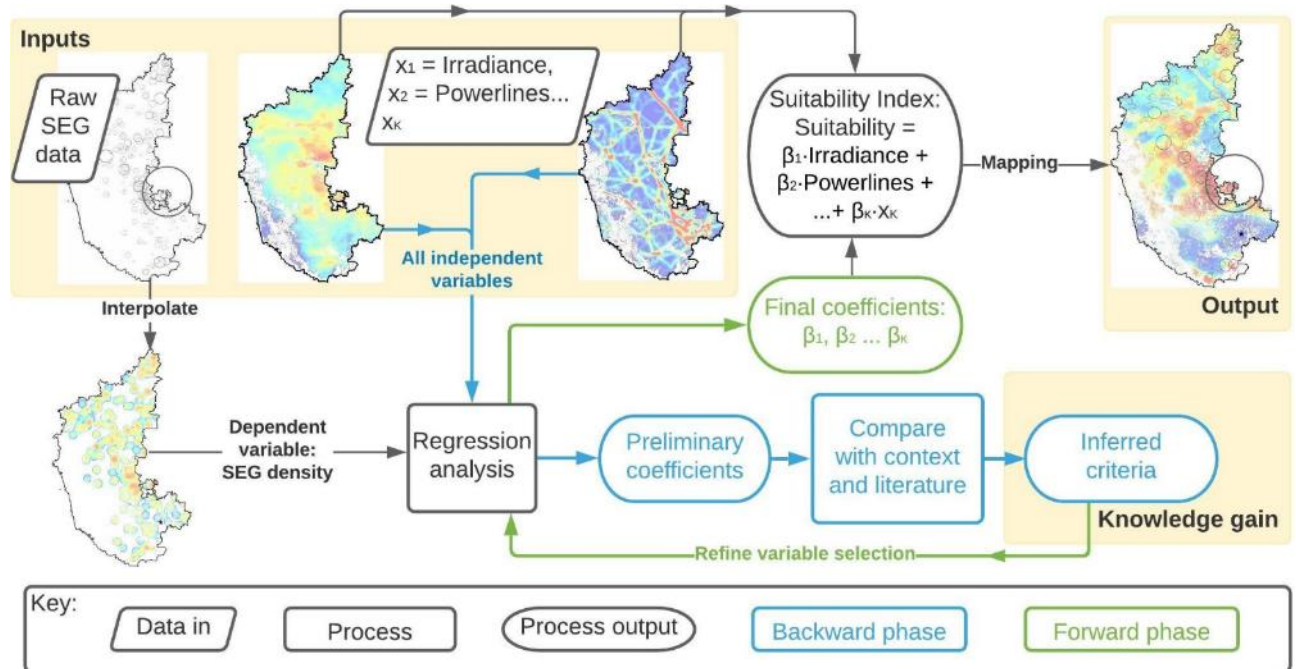 Inputs
Raw
SEG
data
x₁ = Irradiance,
x₂ = Powerlines...
xₖ
Suitability Index:
Suitability =
β₁·Irradiance +
β₂·Powerlines +
...+ βₖ·xₖ
Mapping
Output
All independent
variables
Interpolate
Final coefficients:
β₁, β₂ ... βₖ
Dependent
variable:
SEG density
Regression
analysis
Preliminary
coefficients
Compare
with context
and literature
Inferred
criteria
Knowledge gain
Refine variable selection
Key:
Data in
Process
Process output
Backward phase
Forward phase